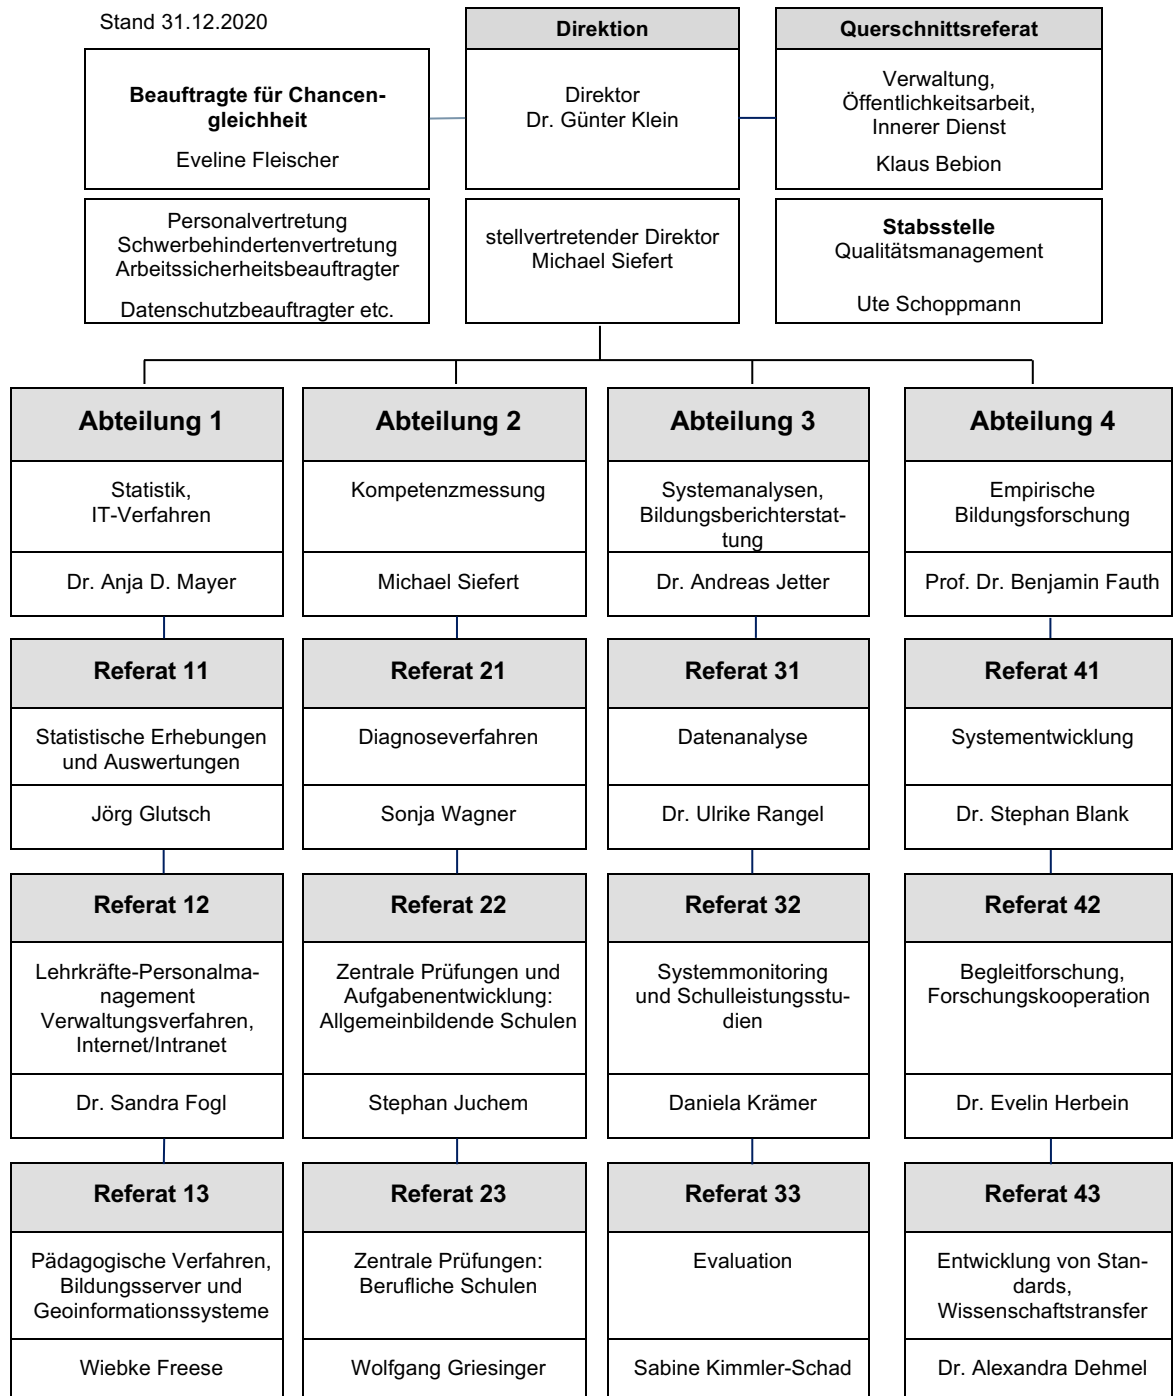 Stand 31.12.2020
Beauftragte für Chancen-
gleichheit
Eveline Fleischer
Direktion
Direktor
Dr. Günter Klein
Querschnittsreferat
Verwaltung,
Öffentlichkeitsarbeit,
Innerer Dienst
Klaus Bebion
Personalvertretung
Schwerbehindertenvertretung
Arbeitssicherheitsbeauftragter
Datenschutzbeauftragter etc.
stellvertretender Direktor
Michael Siefert
Stabsstelle
Qualitätsmanagement
Ute Schoppmann
Abteilung 1
Statistik,
IT-Verfahren
Dr. Anja D. Mayer
Abteilung 2
Kompetenzmessung
Michael Siefert
Abteilung 3
Systemanalysen,
Bildungsberichterstat-
tung
Dr. Andreas Jetter
Abteilung 4
Empirische
Bildungsforschung
Prof. Dr. Benjamin Fauth
Referat 11
Statistische Erhebungen
und Auswertungen
Jörg Glutsch
Referat 21
Diagnoseverfahren
Sonja Wagner
Referat 31
Datenanalyse
Dr. Ulrike Rangel
Referat 41
Systementwicklung
Dr. Stephan Blank
Referat 12
Lehrkräfte-Personalma-
nagement
Verwaltungsverfahren,
Internet/Intranet
Dr. Sandra Fogl
Referat 22
Zentrale Prüfungen und
Aufgabenentwicklung:
Allgemeinbildende Schulen
Stephan Juchem
Referat 32
Systemmonitoring
und Schulleistungsstu-
dien
Daniela Krämer
Referat 42
Begleitforschung,
Forschungskooperation
Dr. Evelin Herbein
Referat 13
Pädagogische Verfahren,
Bildungsserver und
Geoinformationssysteme
Wiebke Freese
Referat 23
Zentrale Prüfungen:
Berufliche Schulen
Wolfgang Griesinger
Referat 33
Evaluation
Sabine Kimmler-Schad
Referat 43
Entwicklung von Stan-
dards,
Wissenschaftstransfer
Dr. Alexandra Dehmel